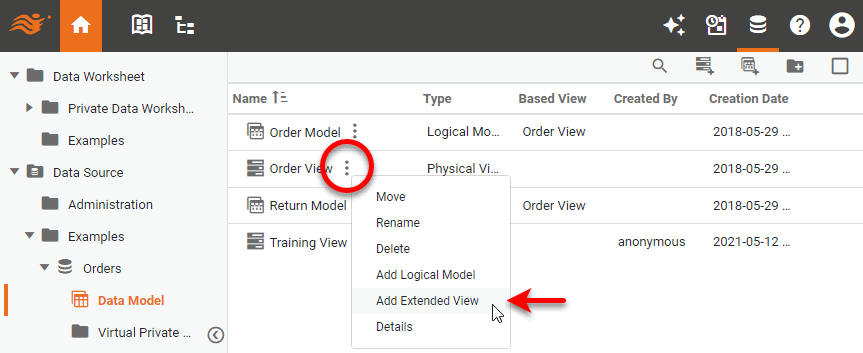 Data Worksheet
Private Data Worksh...
Examples
Data Source
Administration
Examples
Orders
Data Model
Virtual Private ...
Name Type Based View Created By Creation Date
Order Model Logical Mo... Order View 2018-05-29 ...
Order View Physical Vi... 2018-05-29 ...
Return Model Order View 2018-05-29 ...
Training View anonymous 2021-05-12 ...
Move
Rename
Delete
Add Logical Model
Add Extended View
Details